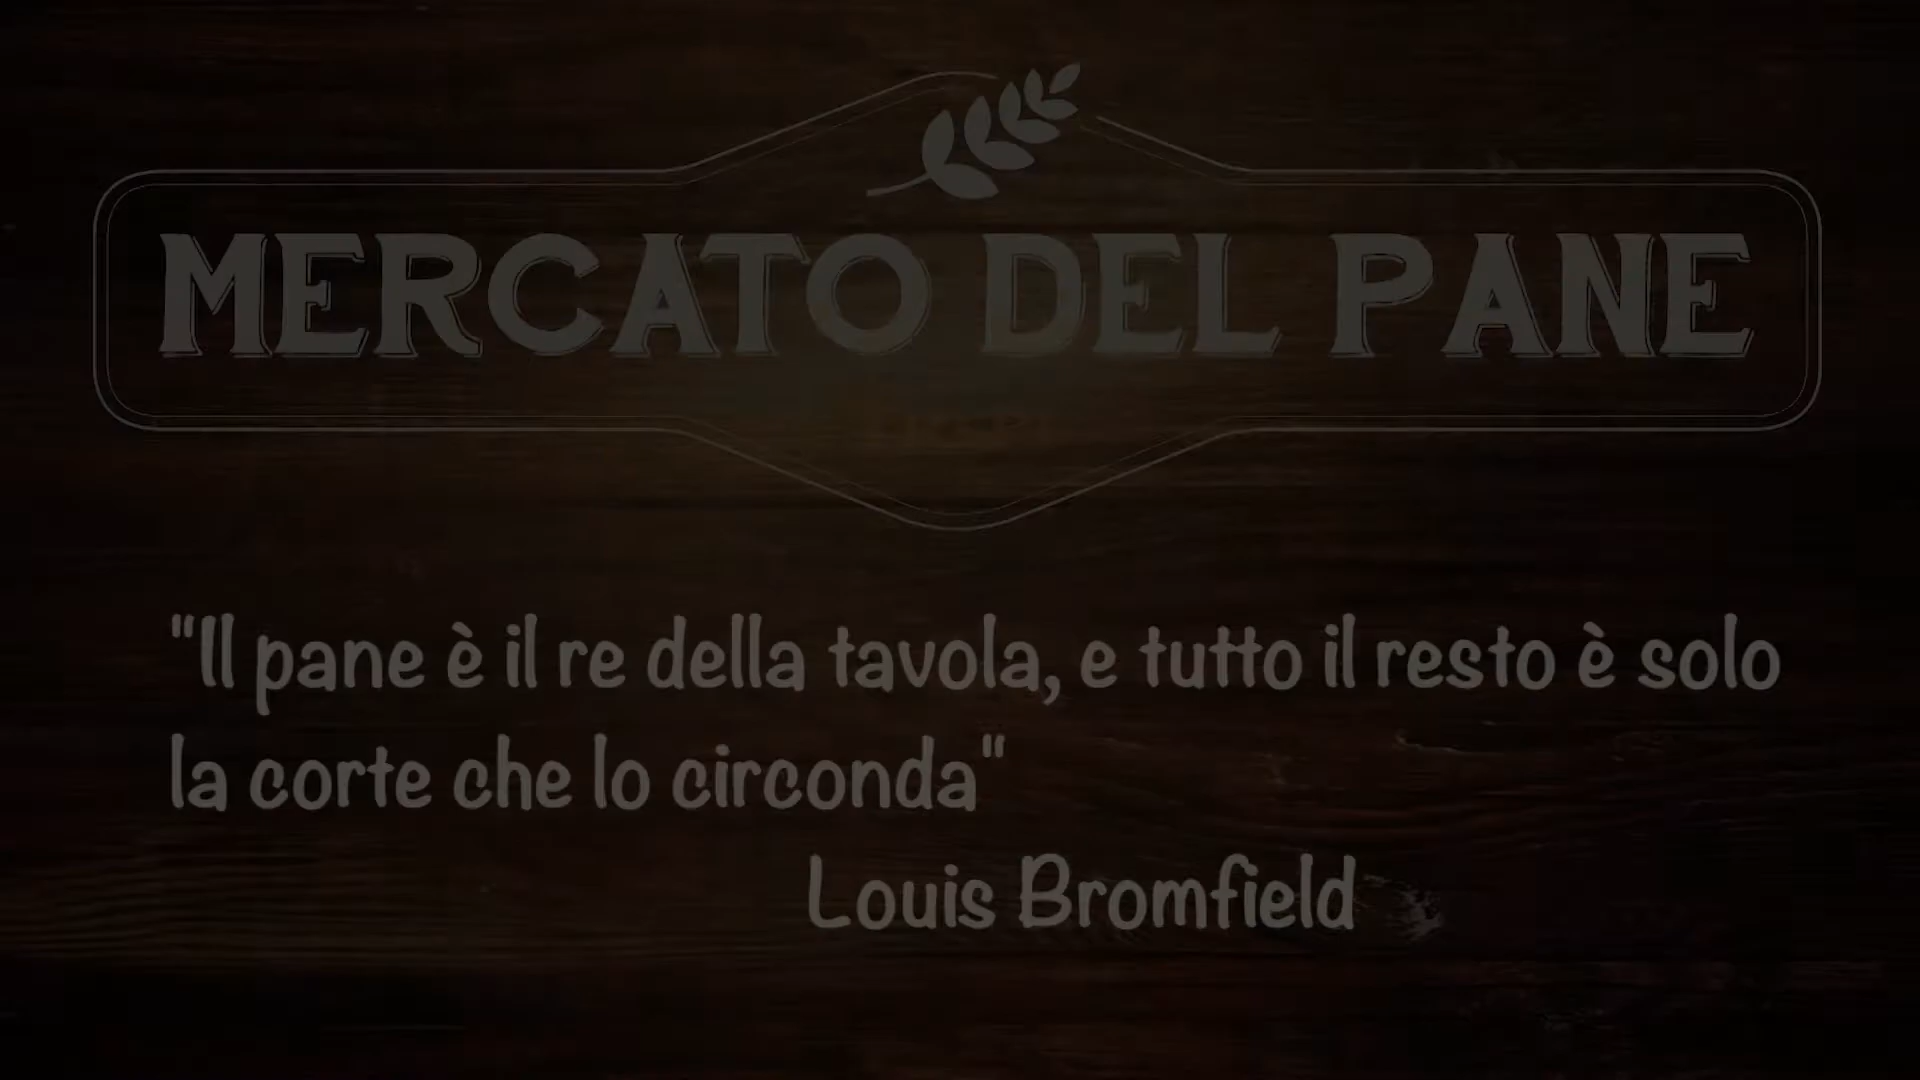 MERCATO DEL PANE
"Il pane è il re della tavola, e tutto il resto è solo
la corte che lo circonda"
Louis Bromfield